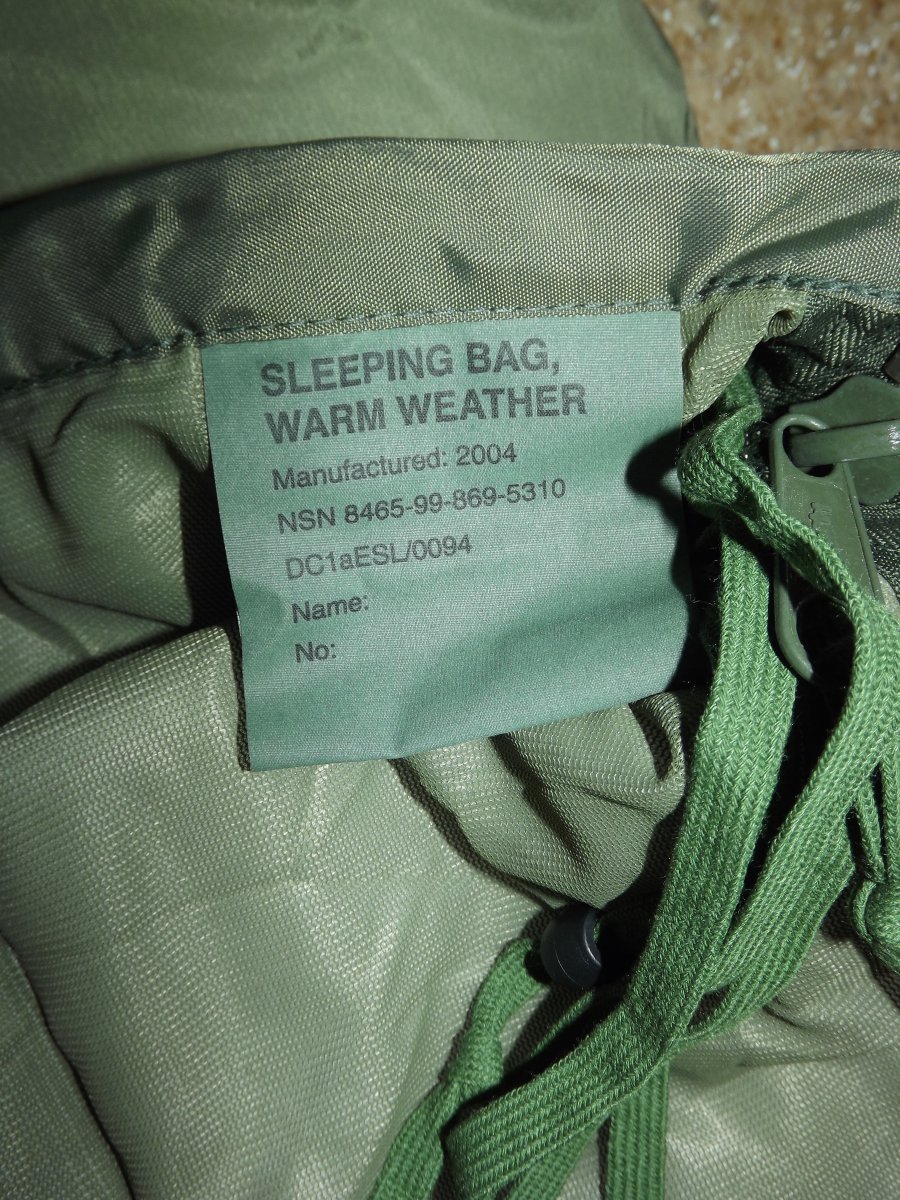 SLEEPING BAG,
WARM WEATHER
Manufactured: 2004
NSN 8465-99-869-5310
DC1aESL/0094
Name:
No: